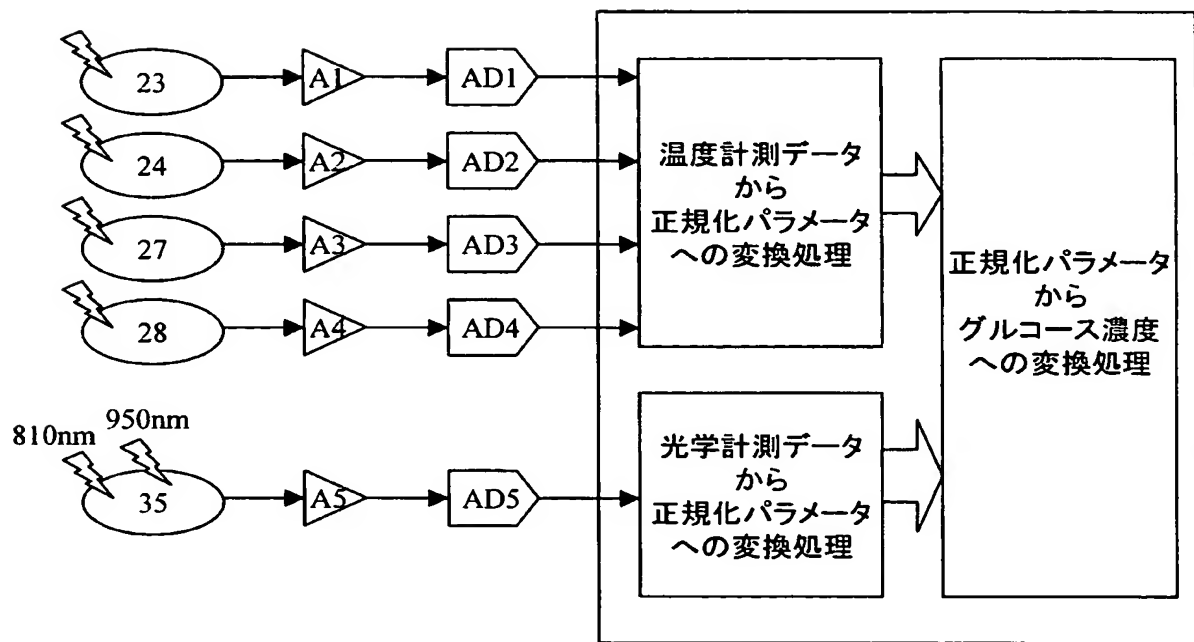 23
A1
AD1
24
A2
AD2
27
A3
AD3
28
A4
AD4
温度計測データ
から
正規化パラメータ
への変換処理
正規化パラメータ
から
グルコース濃度
への変換処理
810nm
950nm
35
A5
AD5
光学計測データ
から
正規化パラメータ
への変換処理